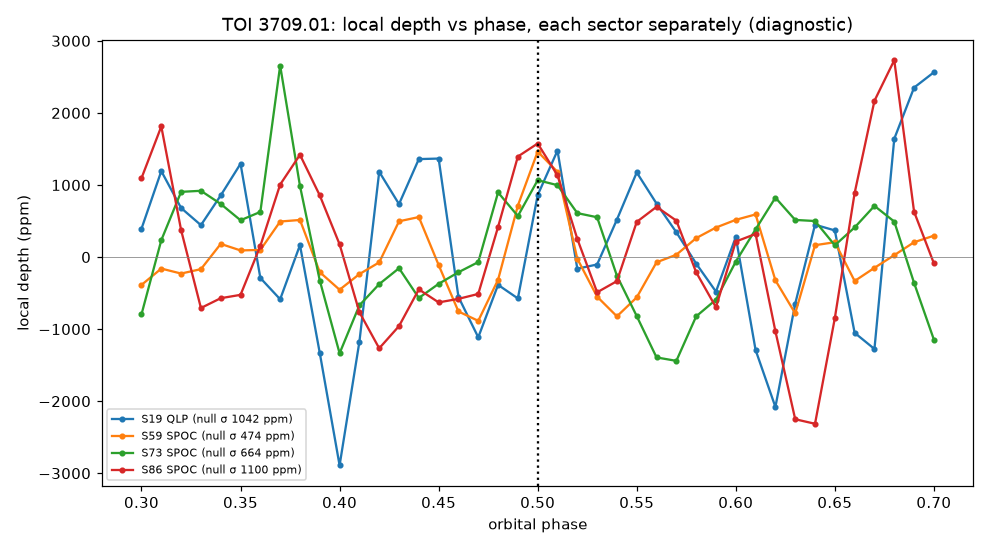 TOI 3709.01: local depth vs phase, each sector separately (diagnostic)
local depth (ppm)
3000
2000
1000
0
−1000
−2000
−3000
S19 QLP (null σ 1042 ppm)
S59 SPOC (null σ 474 ppm)
S73 SPOC (null σ 664 ppm)
S86 SPOC (null σ 1100 ppm)
0.30 0.35 0.40 0.45 0.50 0.55 0.60 0.65 0.70
orbital phase